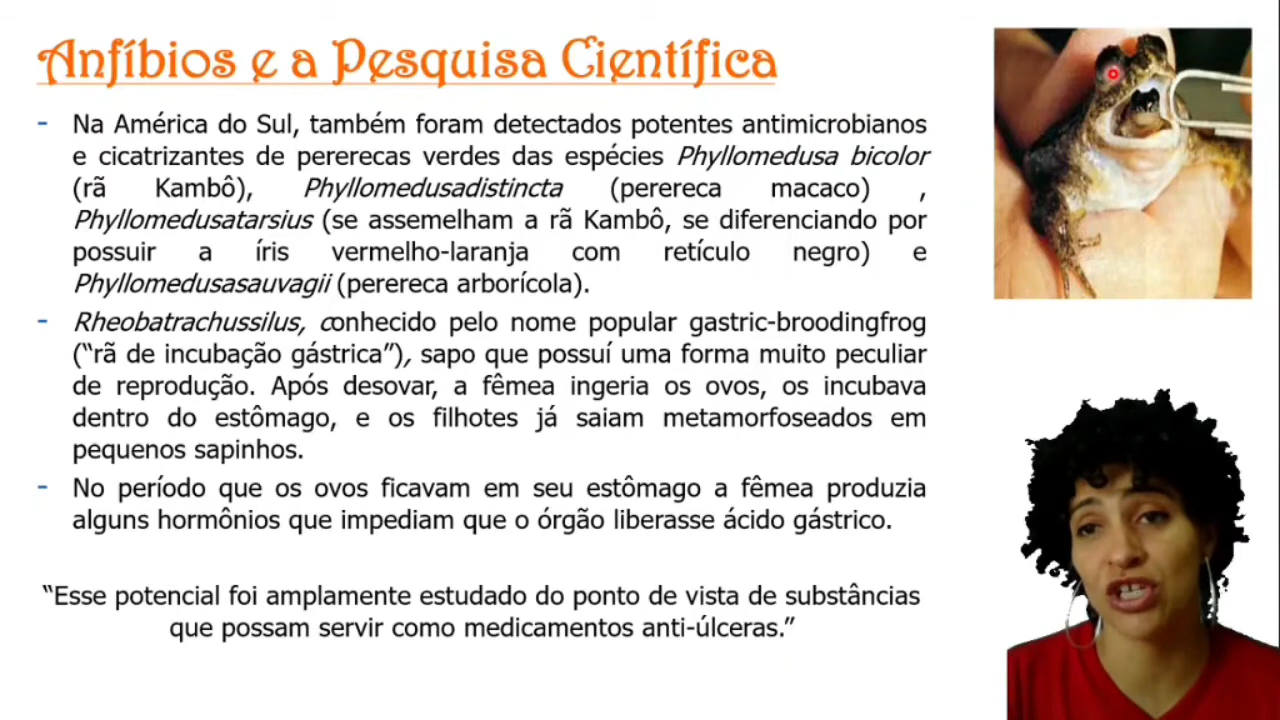 Anfíbios e a Pesquisa Científica
- Na América do Sul, também foram detectados potentes antimicrobianos
e cicatrizantes de pererecas verdes das espécies Phyllomedusa bicolor
(rã Kambô), Phyllomedusadistincta (perereca macaco) ,
Phyllomedusatarsius (se assemelham a rã Kambô, se diferenciando por
possuir a íris vermelho-laranja com retículo negro) e
Phyllomedusasauvagii (perereca arborícola).
- Rheobatrachussilus, conhecido pelo nome popular gastric-broodingfrog
(“rã de incubação gástrica”), sapo que possuí uma forma muito peculiar
de reprodução. Após desovar, a fêmea ingeria os ovos, os incubava
dentro do estômago, e os filhotes já saiam metamorfoseados em
pequenos sapinhos.
- No período que os ovos ficavam em seu estômago a fêmea produzia
alguns hormônios que impediam que o órgão liberasse ácido gástrico.
“Esse potencial foi amplamente estudado do ponto de vista de substâncias
que possam servir como medicamentos anti-úlceras.”